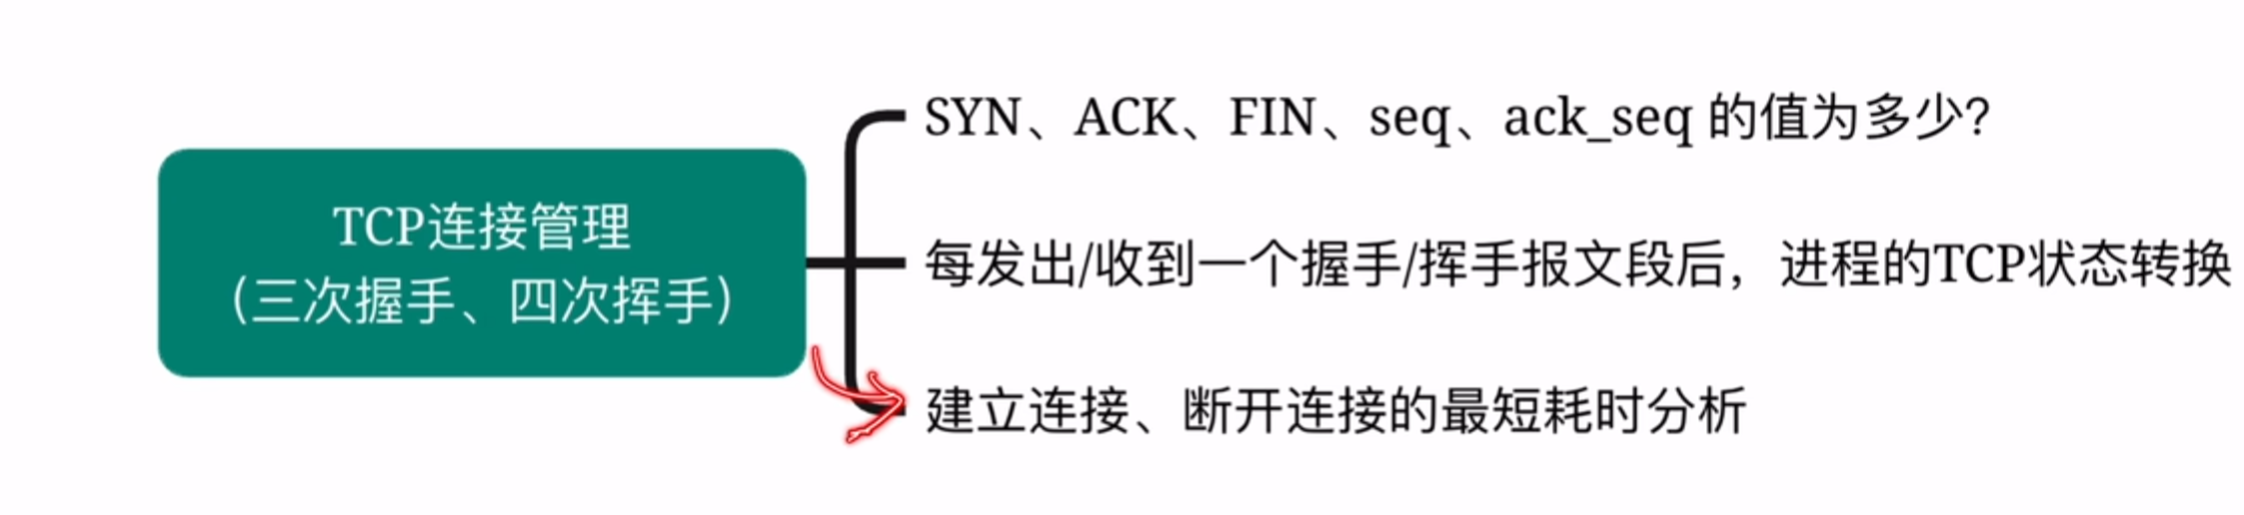 TCP连接管理
（三次握手、四次挥手）
SYN、ACK、FIN、seq、ack_seq 的值为多少？
每发出/收到一个握手/挥手报文段后，进程的TCP状态转换
建立连接、断开连接的最短耗时分析